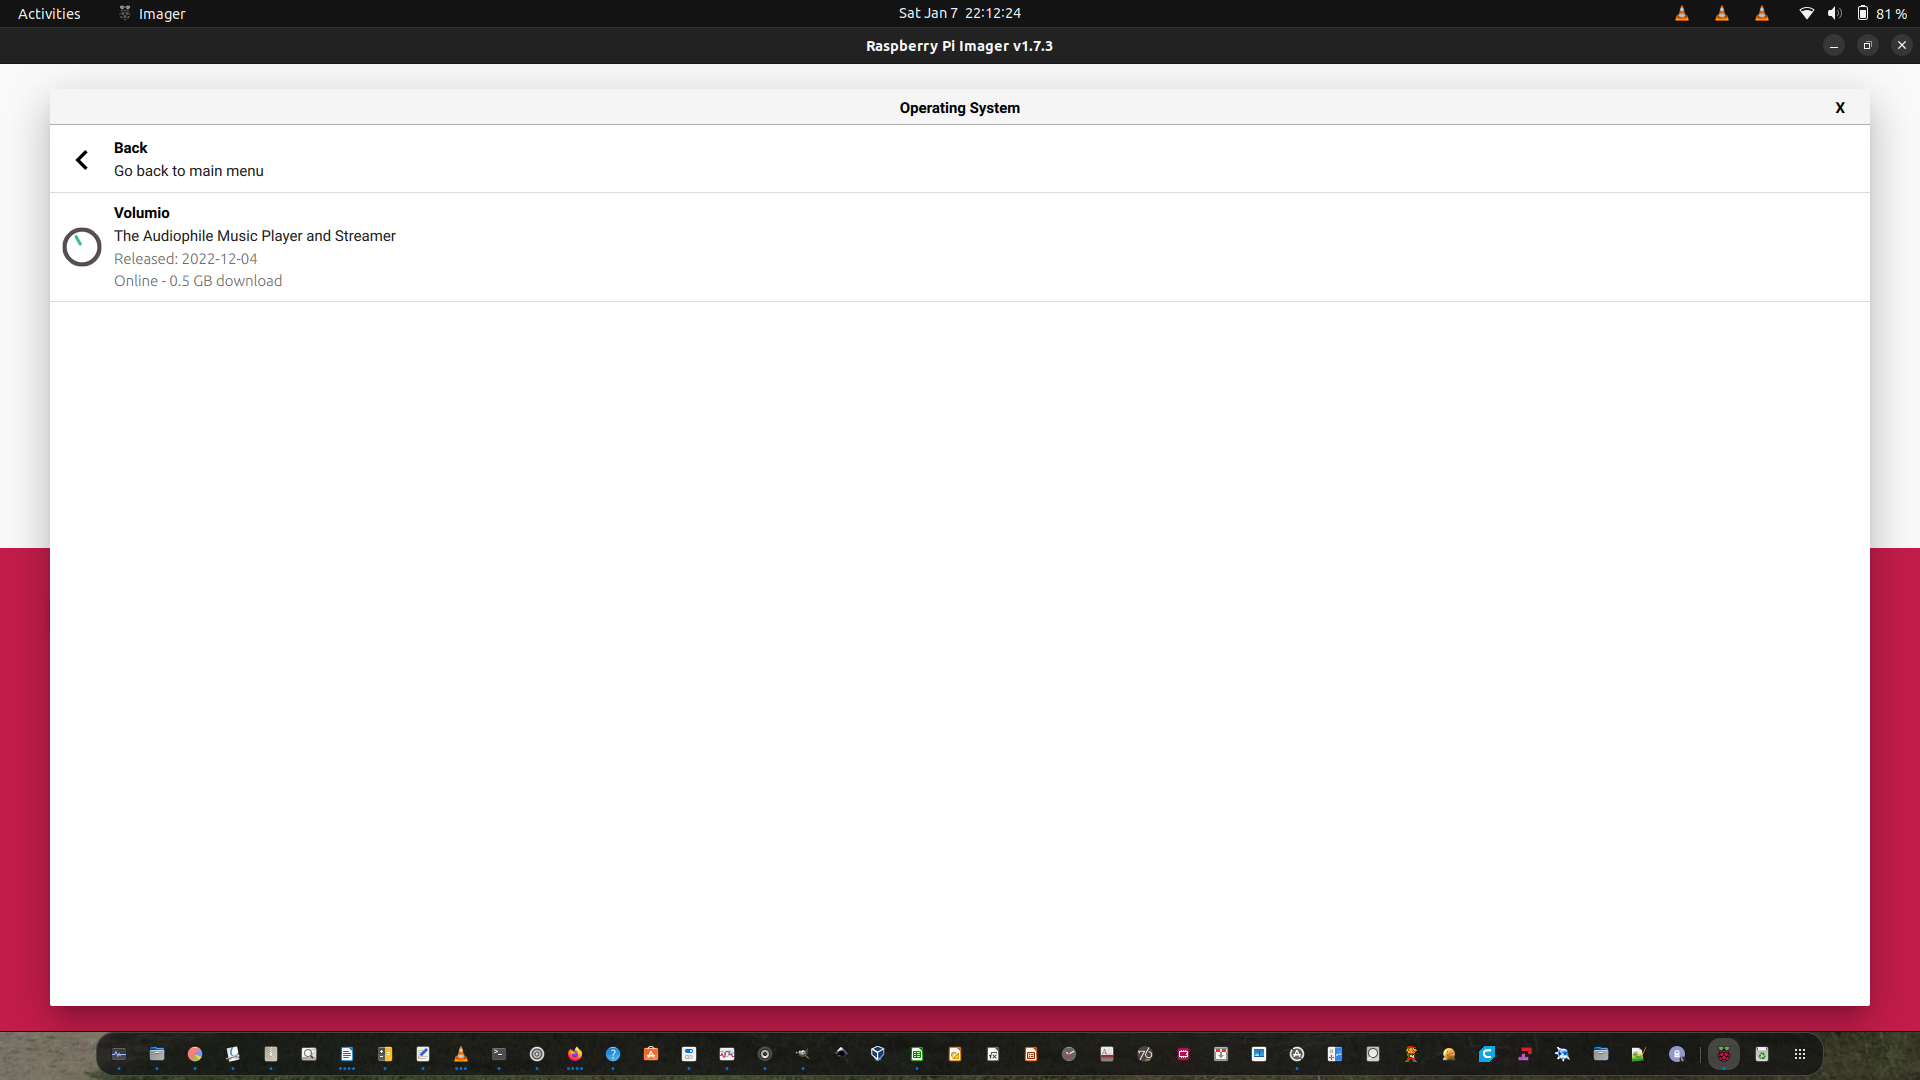 Activities
Imager
Sat Jan 7 22:12:24
81 %
Raspberry Pi Imager v1.7.3
Operating System
X
Back
Go back to main menu
Volumio
The Audiophile Music Player and Streamer
Released: 2022-12-04
Online - 0.5 GB download